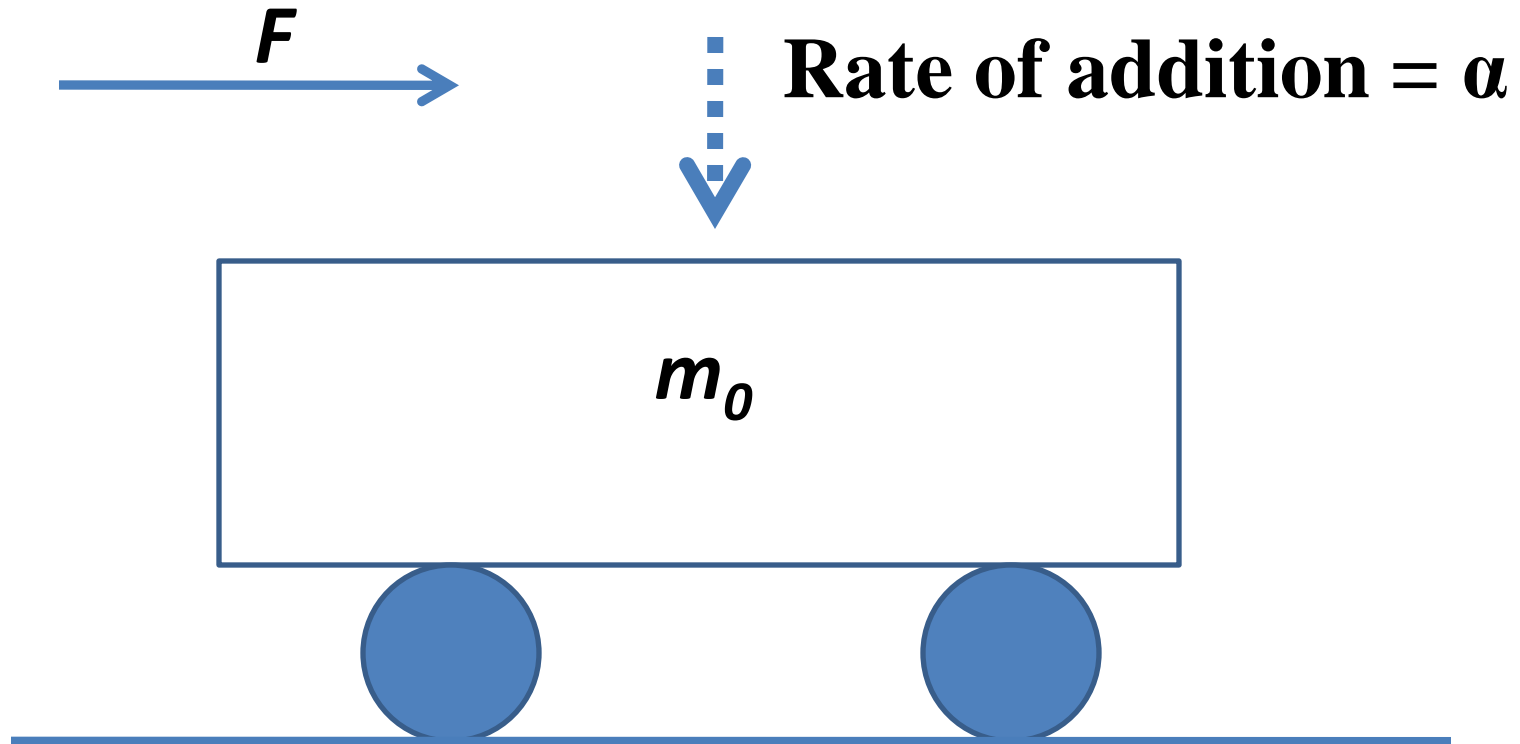 F
Rate of addition = α
m₀